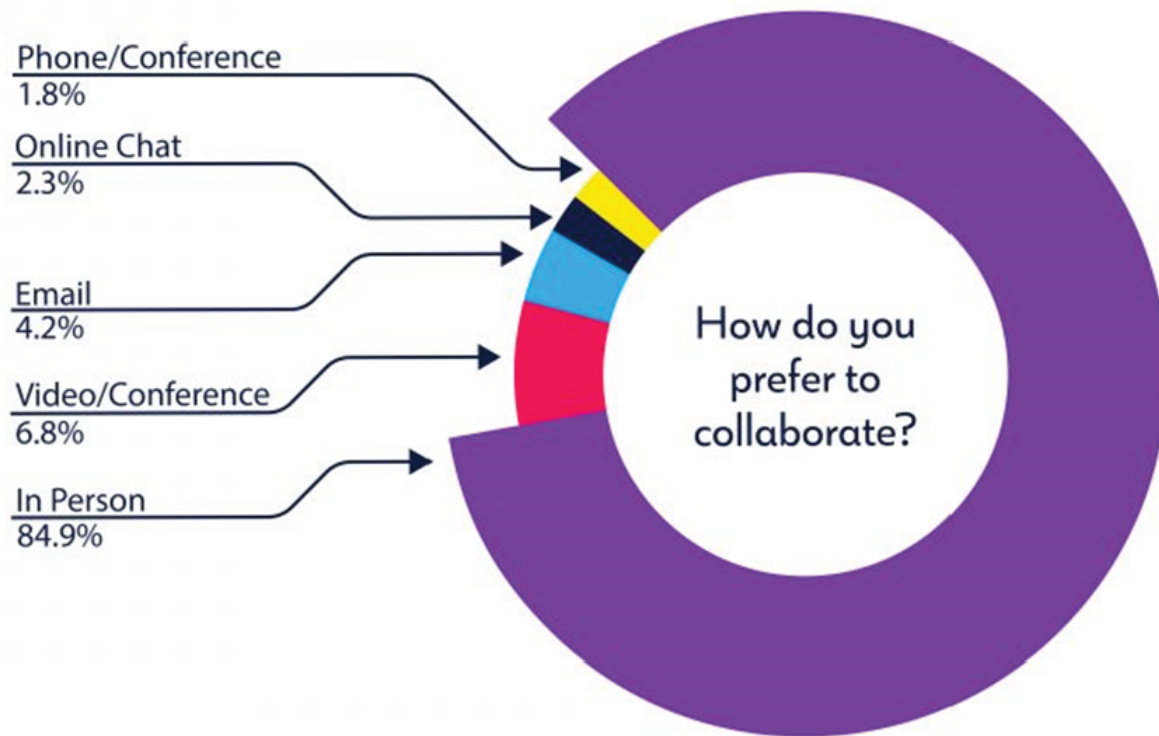 Phone/Conference
1.8%
Online Chat
2.3%
Email
4.2%
Video/Conference
6.8%
In Person
84.9%
How do you
prefer to
collaborate?